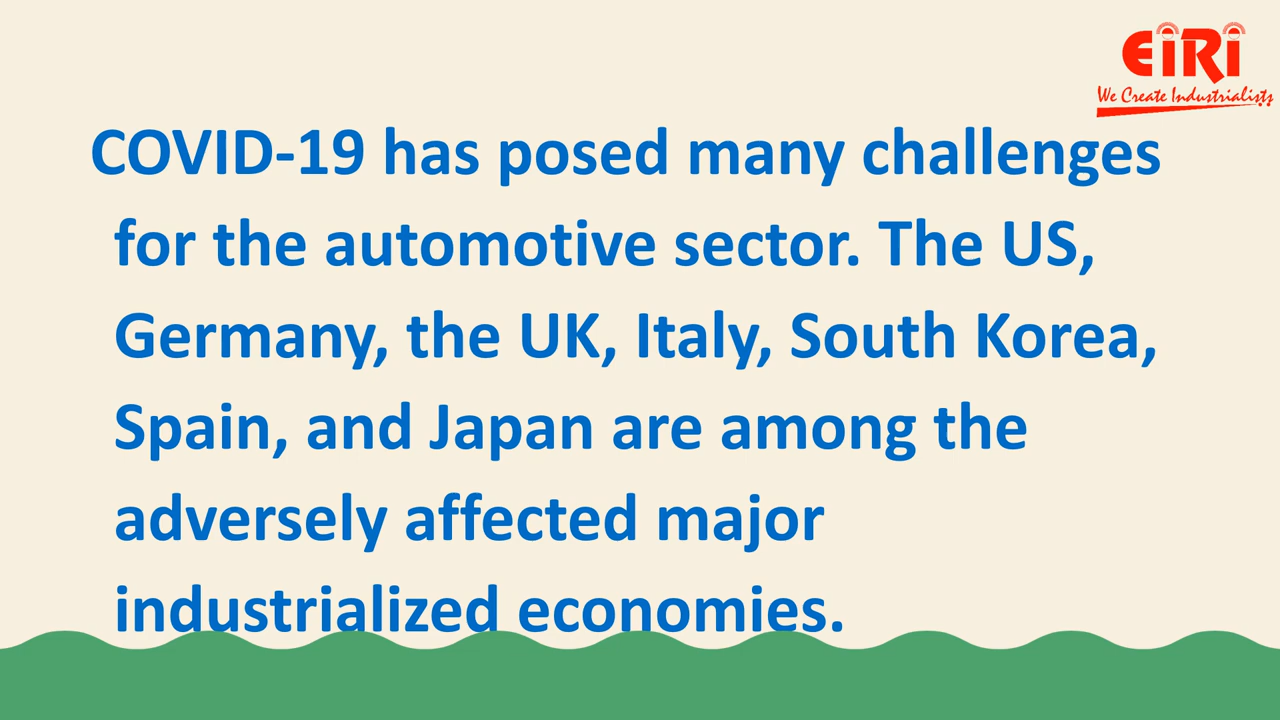 EiRi
We Create Industrialists
COVID-19 has posed many challenges
for the automotive sector. The US,
Germany, the UK, Italy, South Korea,
Spain, and Japan are among the
adversely affected major
industrialized economies.